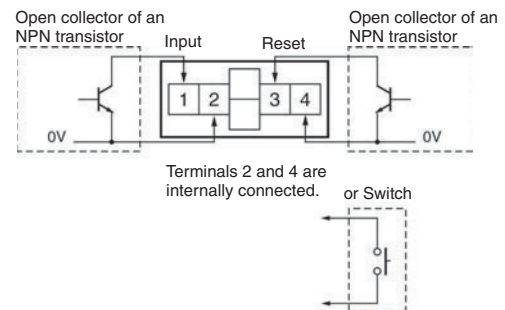 Open collector of an
NPN transistor
Open collector of an
NPN transistor
Input
Reset
1 2 3 4
0V
0V
Terminals 2 and 4 are
internally connected.
or Switch